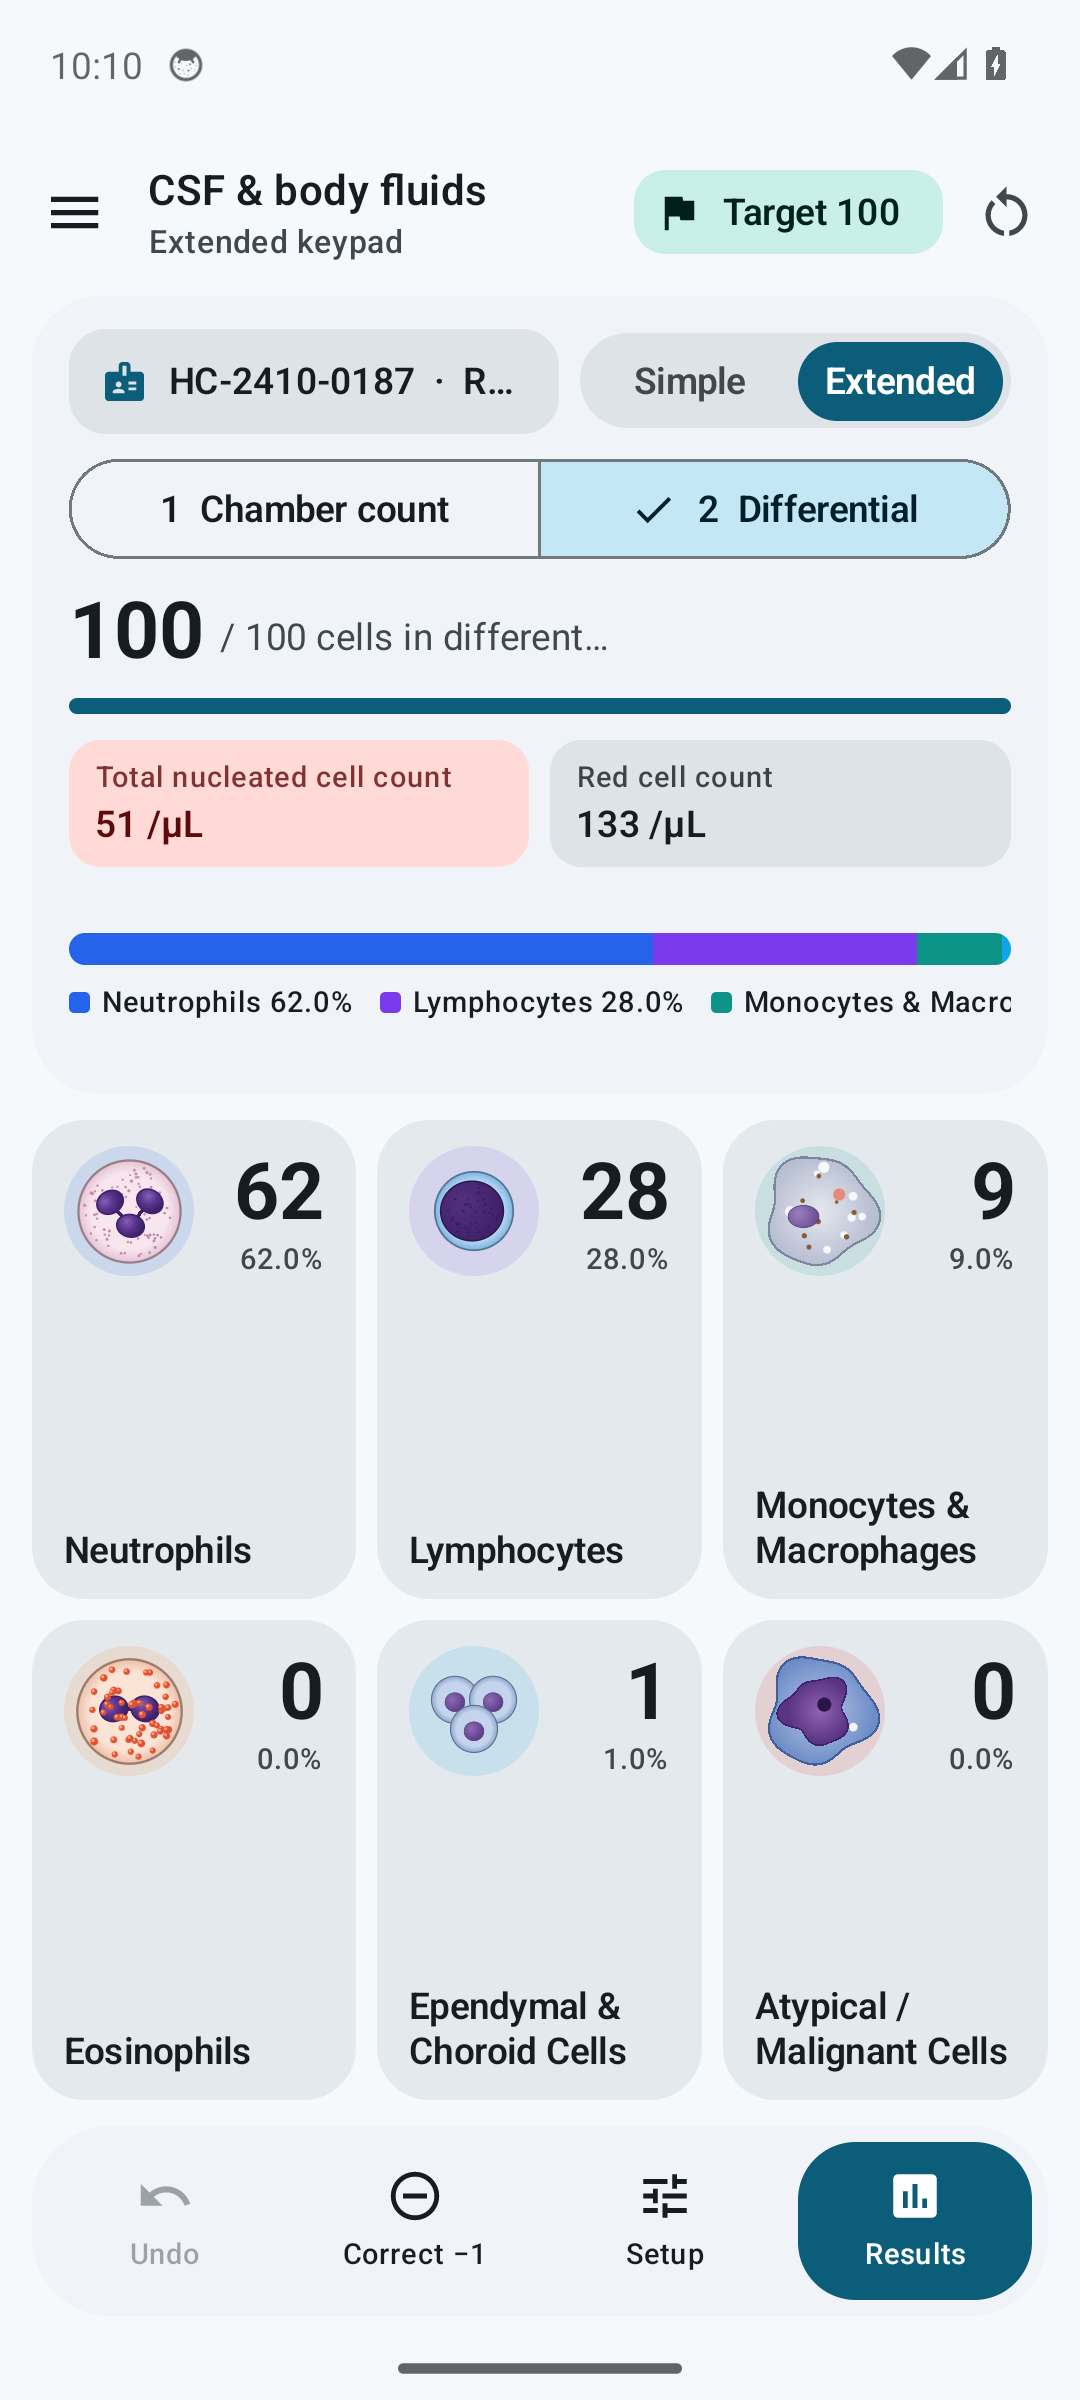 10:10
CSF & body fluids
Extended keypad
Target 100
HC-2410-0187 · R…
Simple
Extended
1 Chamber count
2 Differential
100 / 100 cells in different…
Total nucleated cell count
51 /µL
Red cell count
133 /µL
Neutrophils 62.0%
Lymphocytes 28.0%
Monocytes & Macro
62
62.0%
Neutrophils
28
28.0%
Lymphocytes
9
9.0%
Monocytes &
Macrophages
0
0.0%
Eosinophils
1
1.0%
Ependymal &
Choroid Cells
0
0.0%
Atypical /
Malignant Cells
Undo
Correct −1
Setup
Results